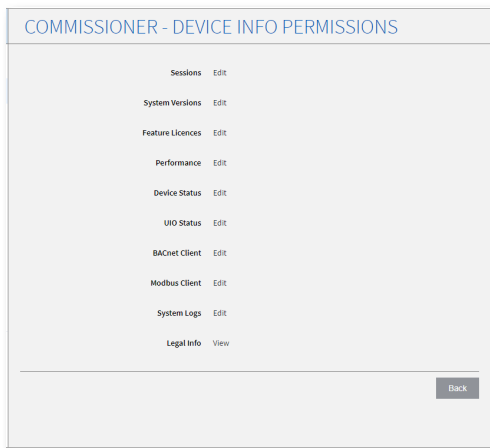 COMMISSIONER - DEVICE INFO PERMISSIONS
Sessions Edit
System Versions Edit
Feature Licences Edit
Performance Edit
Device Status Edit
UIO Status Edit
BACnet Client Edit
Modbus Client Edit
System Logs Edit
Legal Info View
Back